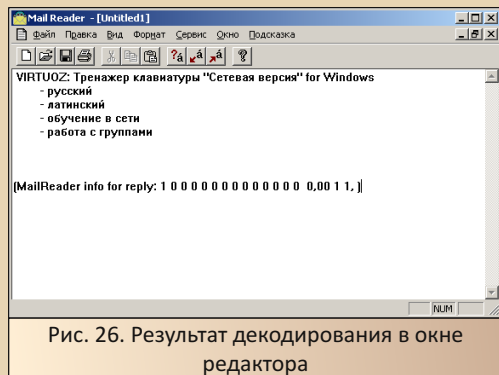 Mail Reader - [Untitled1]
Файл Правка Вид Формат Сервис Окно Подсказка
VIRTUOZ: Тренажер клавиатуры "Сетевая версия" for Windows
- русский
- латинский
- обучение в сети
- работа с группами
(MailReader info for reply: 1 0 0 0 0 0 0 0 0 0 0 0 0 0 0 0,00 1 1, )
NUM
Рис. 26. Результат декодирования в окне
редактора